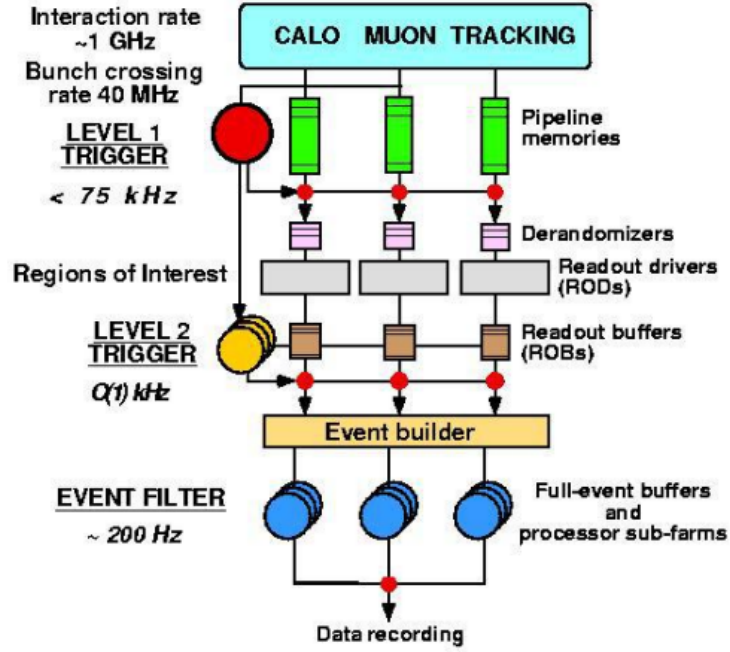 Interaction rate
~1 GHz
CALO MUON TRACKING
Bunch crossing
rate 40 MHz
LEVEL 1
TRIGGER
< 75 kHz
Pipeline
memories
Derandomizers
Regions of Interest
Readout drivers
(RODs)
LEVEL 2
TRIGGER
O(1) kHz
Readout buffers
(ROBs)
Event builder
EVENT FILTER
~ 200 Hz
Full-event buffers
and
processor sub-farms
Data recording